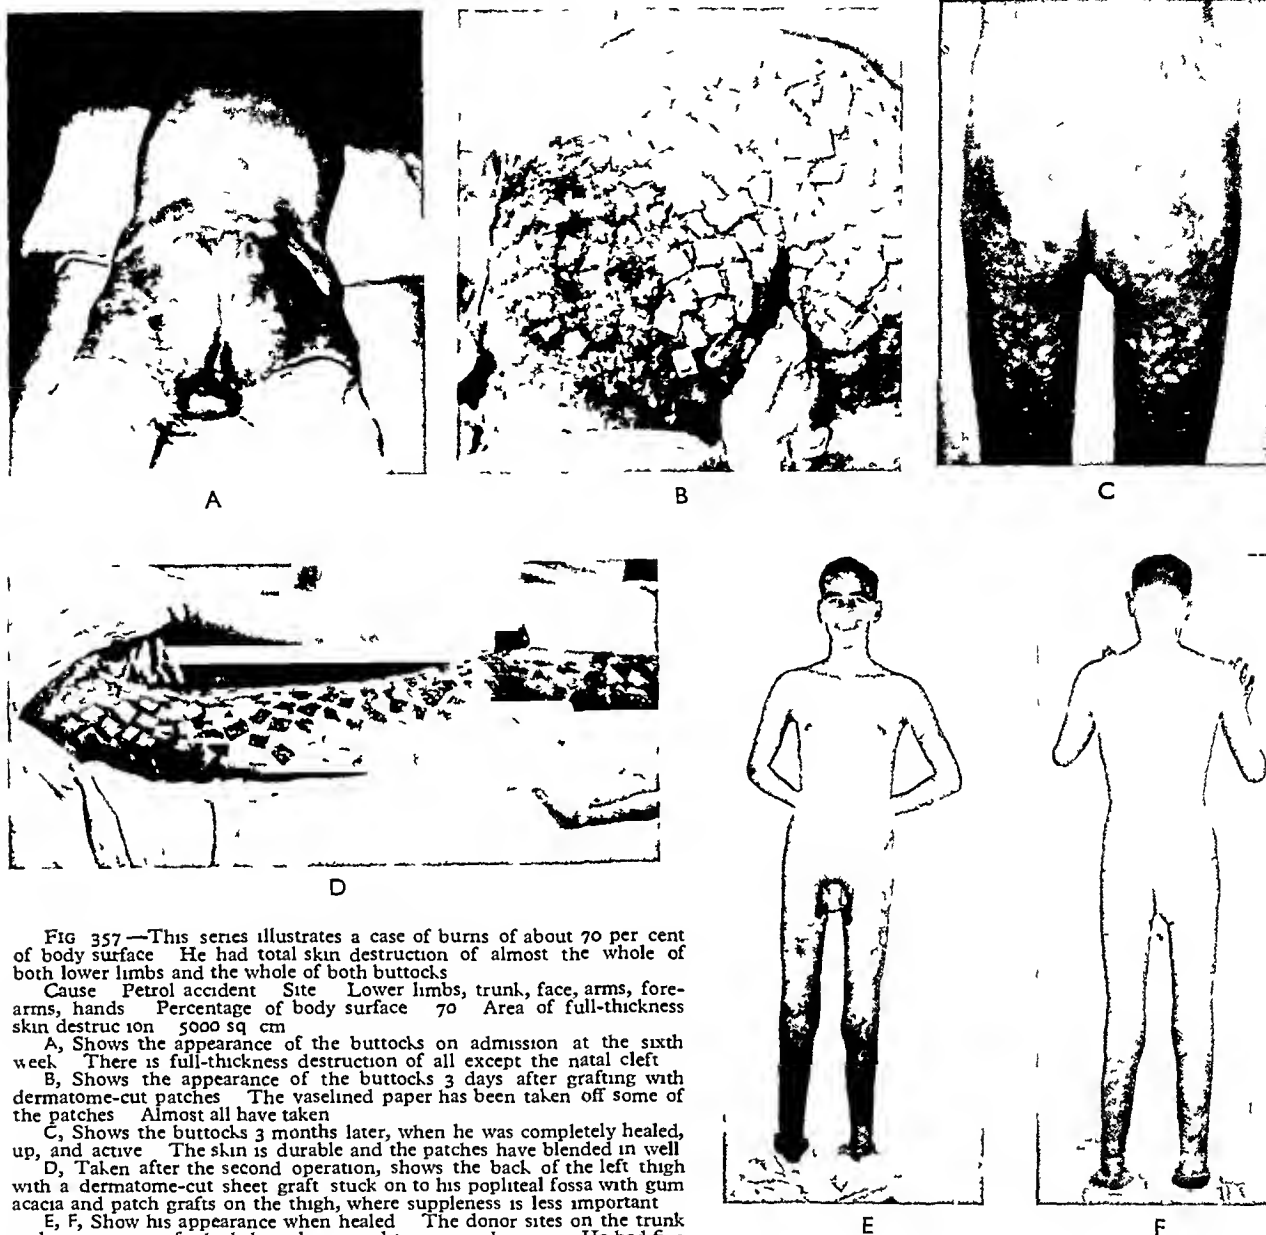 A
B
C
D
E
F
FIG 357—This series illustrates a case of burns of about 70 per cent
of body surface He had total skin destruction of almost the whole of
both lower limbs and the whole of both buttocks
Cause Petrol accident Site Lower limbs, trunk, face, arms, fore-
arms, hands Percentage of body surface 70 Area of full-thickness
skin destruc ion 5000 sq cm
A, Shows the appearance of the buttocks on admission at the sixth
week There is full-thickness destruction of all except the natal cleft
B, Shows the appearance of the buttocks 3 days after grafting with
dermatome-cut patches The vaselined paper has been taken off some of
the patches Almost all have taken
C, Shows the buttocks 3 months later, when he was completely healed,
up, and active The skin is durable and the patches have blended in well
D, Taken after the second operation, shows the back of the left thigh
with a dermatome-cut sheet graft stuck on to his popliteal fossa with gum
acacia and patch grafts on the thigh, where suppleness is less important
E, F, Show his appearance when healed The donor sites on the trunk